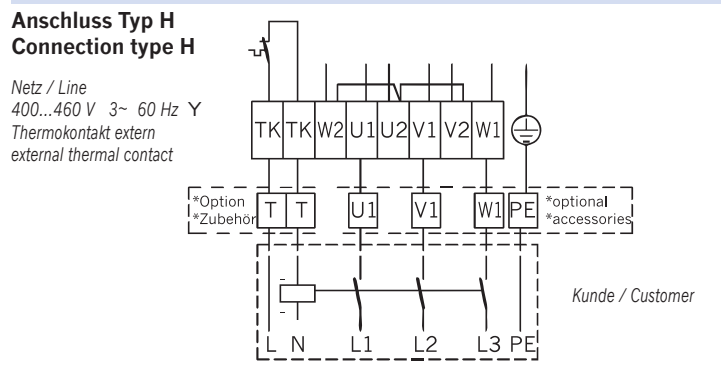 Anschluss Typ H
Connection type H
Netz / Line
400...460 V 3~ 60 Hz Y
Thermokontakt extern
external thermal contact
TK TK W2 U1 U2 V1 V2 W1
*Option
*Zubehör
T T U1 V1 W1 PE
*optional
*accessories
Kunde / Customer
L N L1 L2 L3 PE